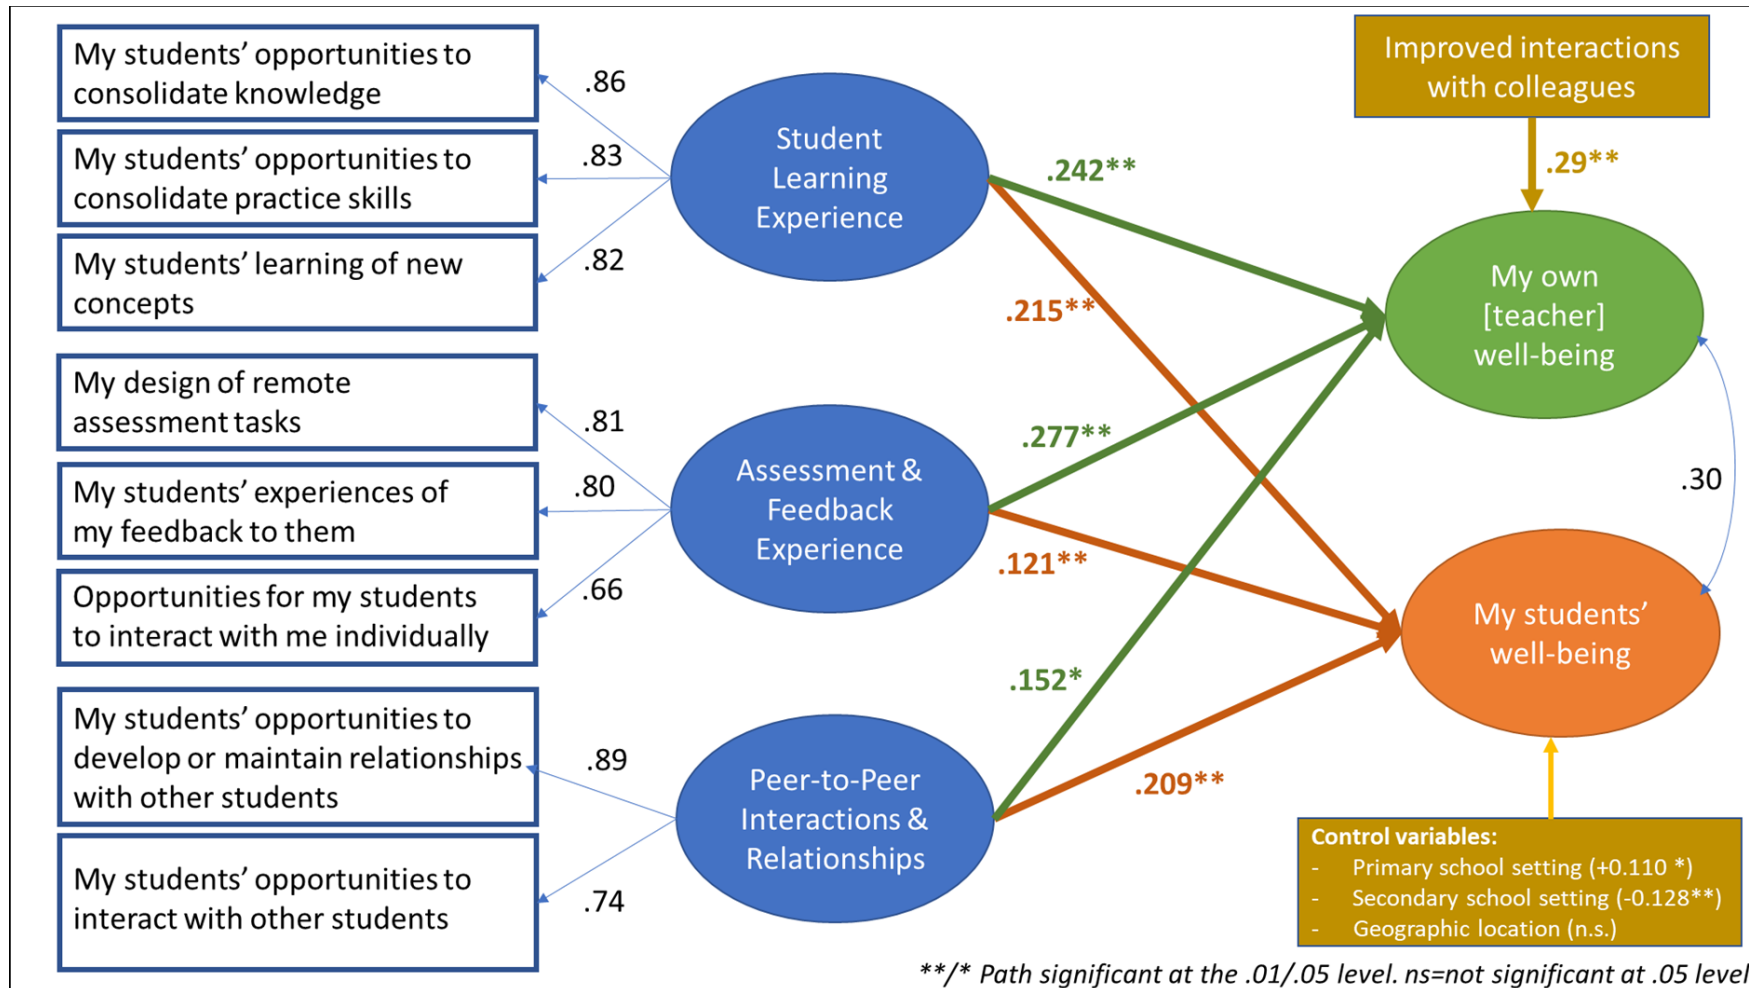 My students’ opportunities to
consolidate knowledge
My students’ opportunities to
consolidate practice skills
My students’ learning of new
concepts
.86
.83
.82
Student
Learning
Experience
My design of remote
assessment tasks
My students’ experiences of
my feedback to them
Opportunities for my students
to interact with me individually
.81
.80
.66
Assessment &
Feedback
Experience
My students’ opportunities to
develop or maintain relationships
with other students
My students’ opportunities to
interact with other students
.89
.74
Peer-to-Peer
Interactions &
Relationships
.242**
.215**
.277**
.121**
.152*
.209**
Improved interactions
with colleagues
.29**
My own
[teacher]
well-being
.30
My students’
well-being
Control variables:
- Primary school setting (+0.110 *)
- Secondary school setting (-0.128**)
- Geographic location (n.s.)
**/* Path significant at the .01/.05 level. ns=not significant at .05 level